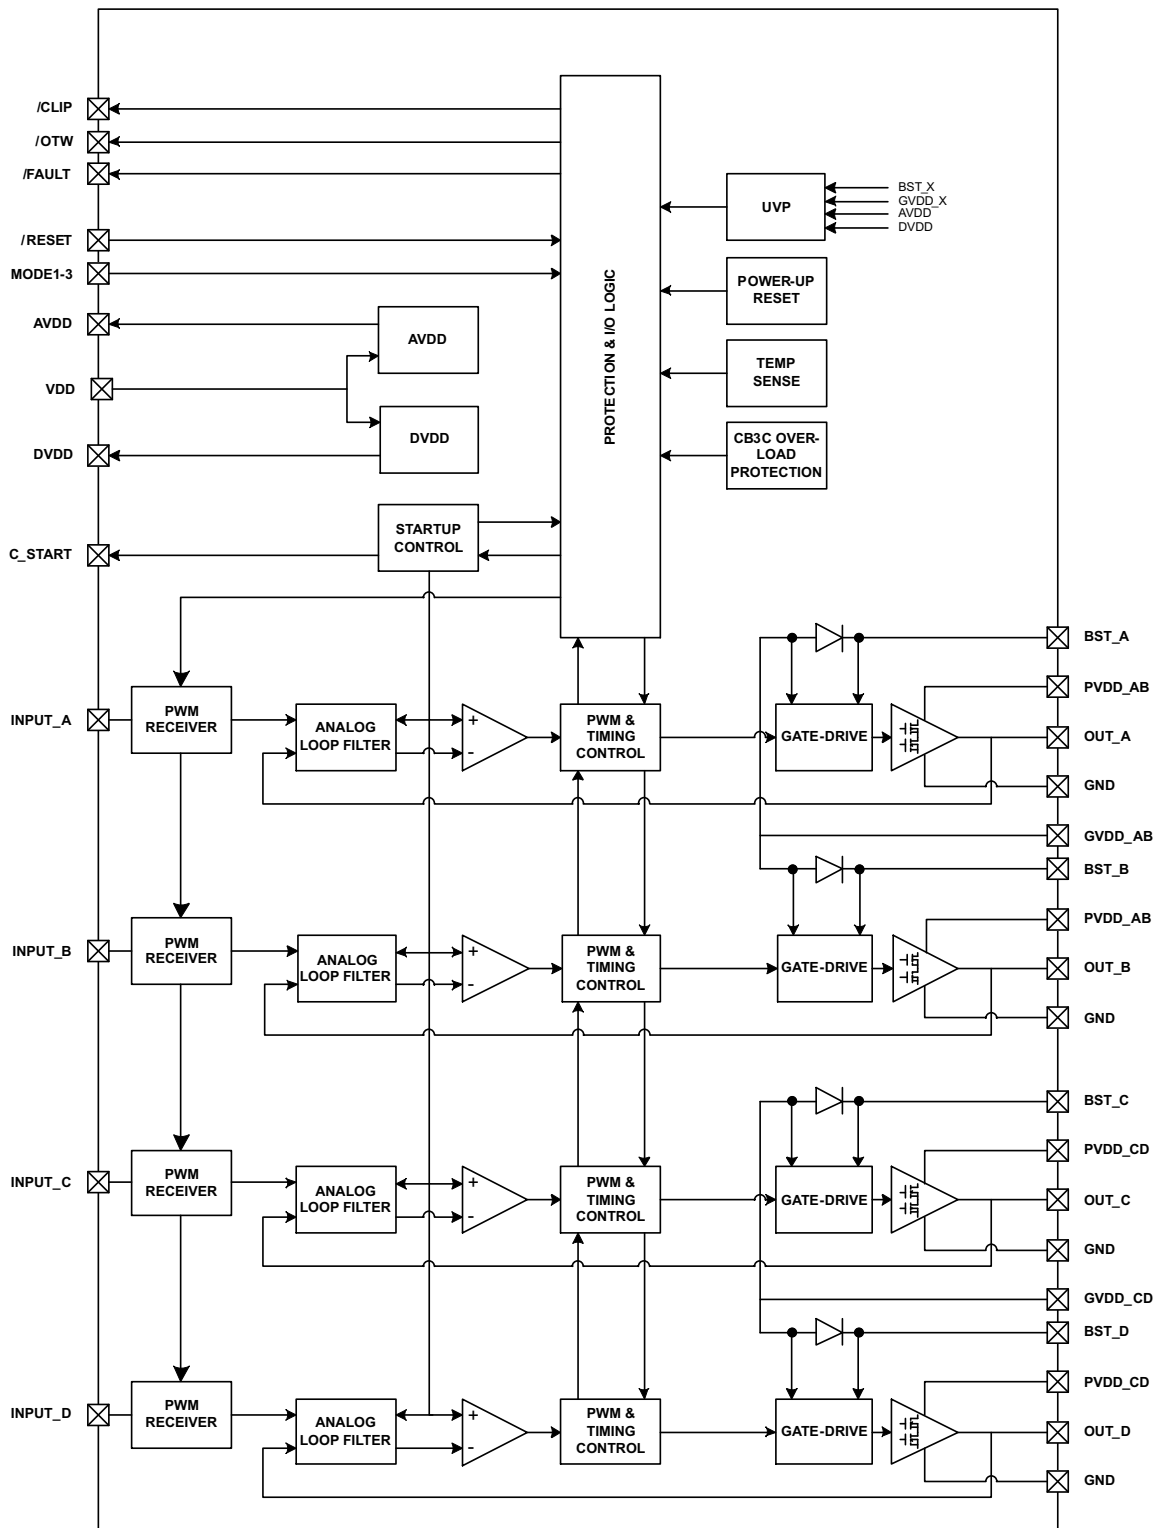 /CLIP
/OTW
/FAULT
/RESET
MODE1-3
AVDD
VDD
DVDD
C_START
AVDD
DVDD
STARTUP
CONTROL
PROTECTION & I/O LOGIC
UVP
BST_X
GVDD_X
AVDD
DVDD
POWER-UP
RESET
TEMP
SENSE
CB3C OVER-
LOAD
PROTECTION
INPUT_A
PWM
RECEIVER
ANALOG
LOOP FILTER
+
-
PWM &
TIMING
CONTROL
GATE-DRIVE
BST_A
PVDD_AB
OUT_A
GND
GVDD_AB
BST_B
INPUT_B
PWM
RECEIVER
ANALOG
LOOP FILTER
+
-
PWM &
TIMING
CONTROL
GATE-DRIVE
PVDD_AB
OUT_B
GND
BST_C
INPUT_C
PWM
RECEIVER
ANALOG
LOOP FILTER
+
-
PWM &
TIMING
CONTROL
GATE-DRIVE
PVDD_CD
OUT_C
GND
GVDD_CD
BST_D
INPUT_D
PWM
RECEIVER
ANALOG
LOOP FILTER
+
-
PWM &
TIMING
CONTROL
GATE-DRIVE
PVDD_CD
OUT_D
GND